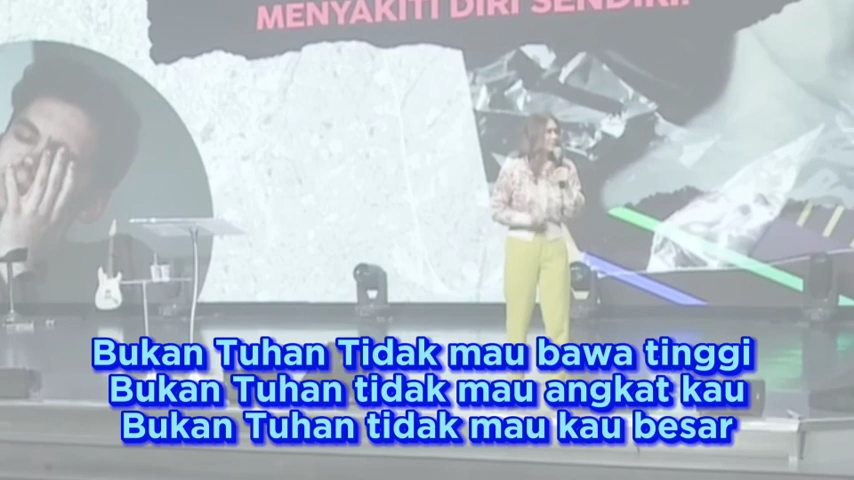 MENYAKITI DIRI SENDIRI!
Bukan Tuhan Tidak mau bawa tinggi
Bukan Tuhan tidak mau angkat kau
Bukan Tuhan tidak mau kau besar